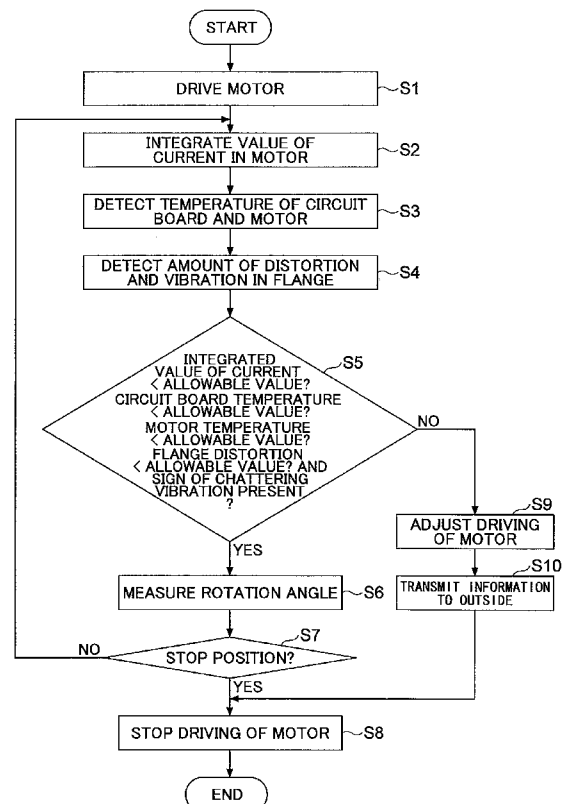 START
DRIVE MOTOR
S1
INTEGRATE VALUE OF
CURRENT IN MOTOR
S2
DETECT TEMPERATURE OF CIRCUIT
BOARD AND MOTOR
S3
DETECT AMOUNT OF DISTORTION
AND VIBRATION IN FLANGE
S4
S5
INTEGRATED
VALUE OF CURRENT
< ALLOWABLE VALUE?
CIRCUIT BOARD TEMPERATURE
< ALLOWABLE VALUE?
MOTOR TEMPERATURE
< ALLOWABLE VALUE?
FLANGE DISTORTION
< ALLOWABLE VALUE? AND
SIGN OF CHATTERING
VIBRATION PRESENT
?
NO
YES
S9
ADJUST DRIVING
OF MOTOR
S10
TRANSMIT INFORMATION
TO OUTSIDE
MEASURE ROTATION ANGLE
S6
S7
STOP POSITION?
NO
YES
STOP DRIVING OF MOTOR
S8
END